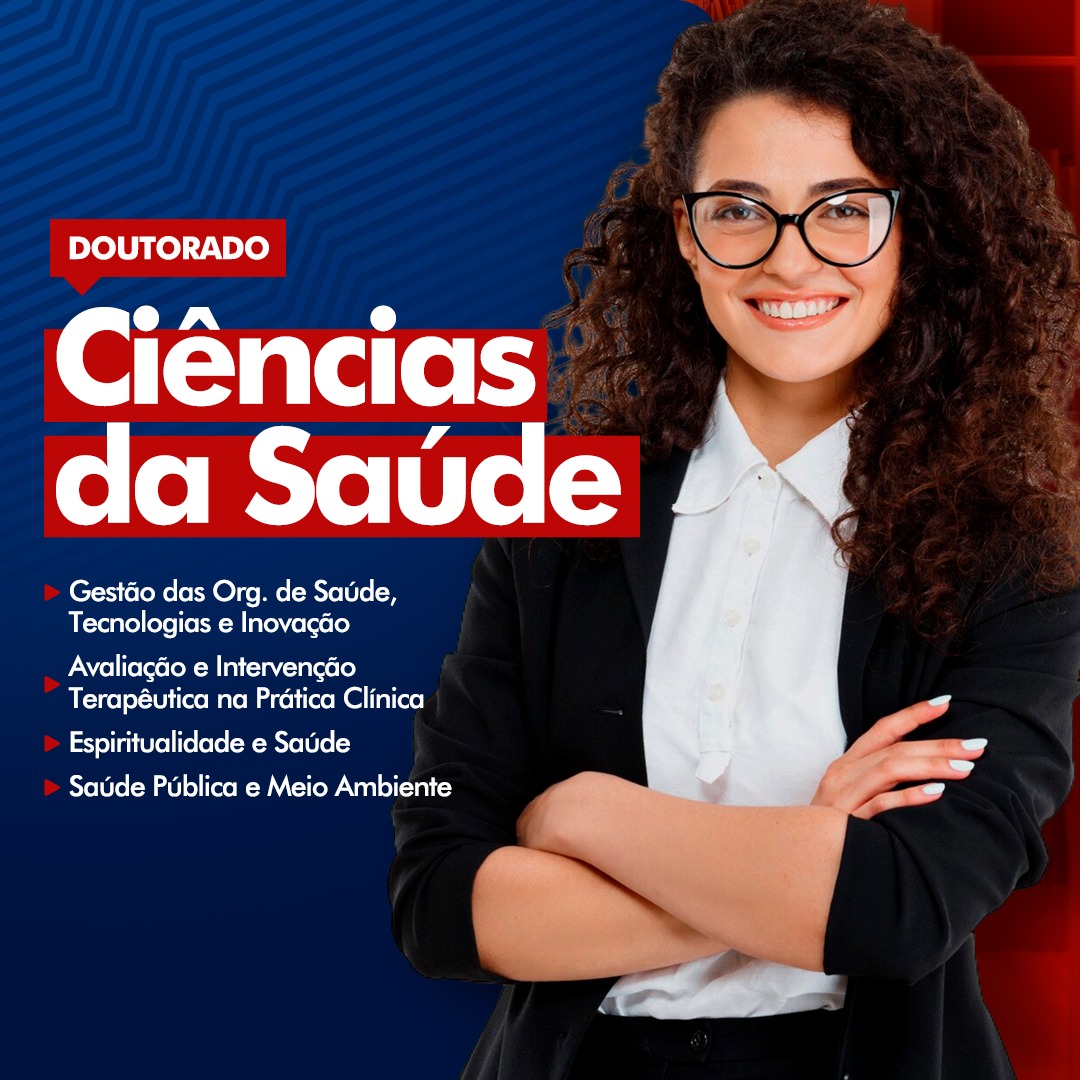 DOUTORADO
Ciências
da Saúde
Gestão das Org. de Saúde,
Tecnologias e Inovação
Avaliação e Intervenção
Terapêutica na Prática Clínica
Espiritualidade e Saúde
Saúde Pública e Meio Ambiente